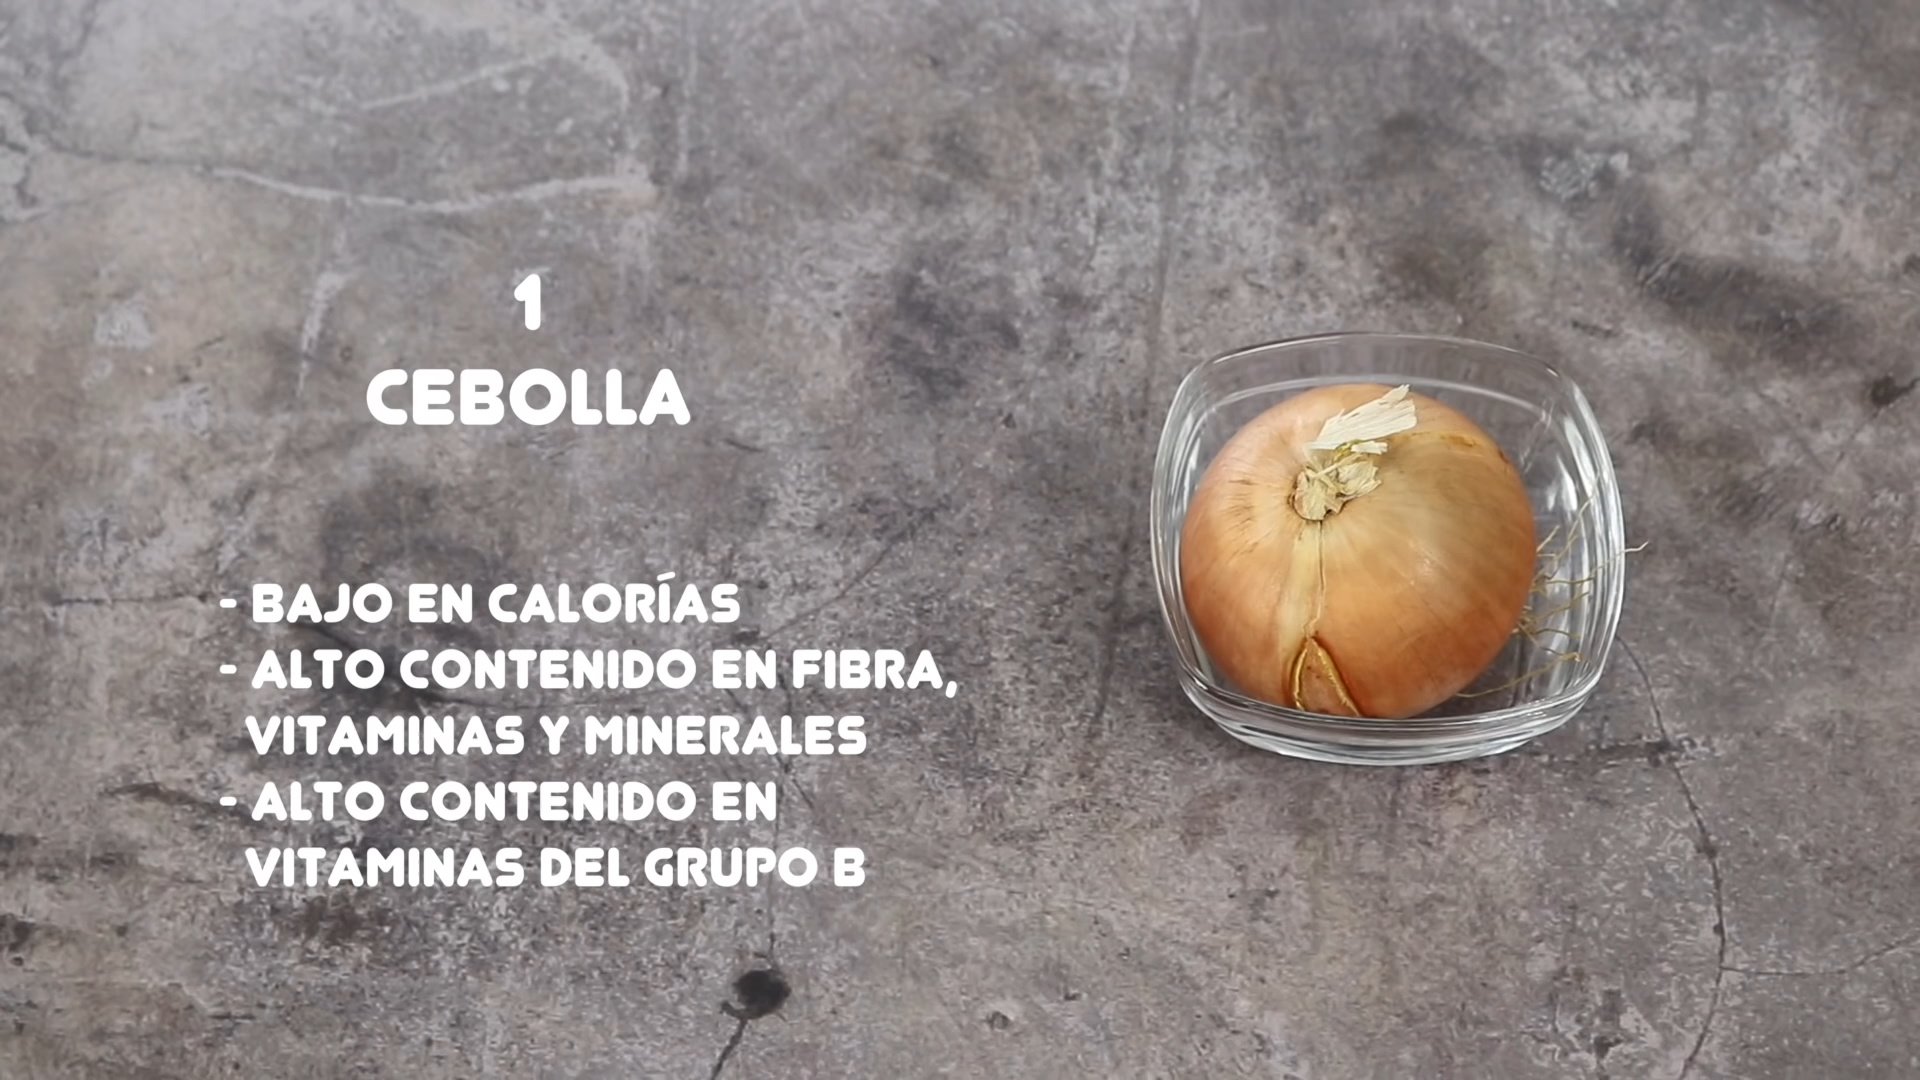 1
CEBOLLA
- BAJO EN CALORÍAS
- ALTO CONTENIDO EN FIBRA,
VITAMINAS Y MINERALES
- ALTO CONTENIDO EN
VITAMINAS DEL GRUPO B